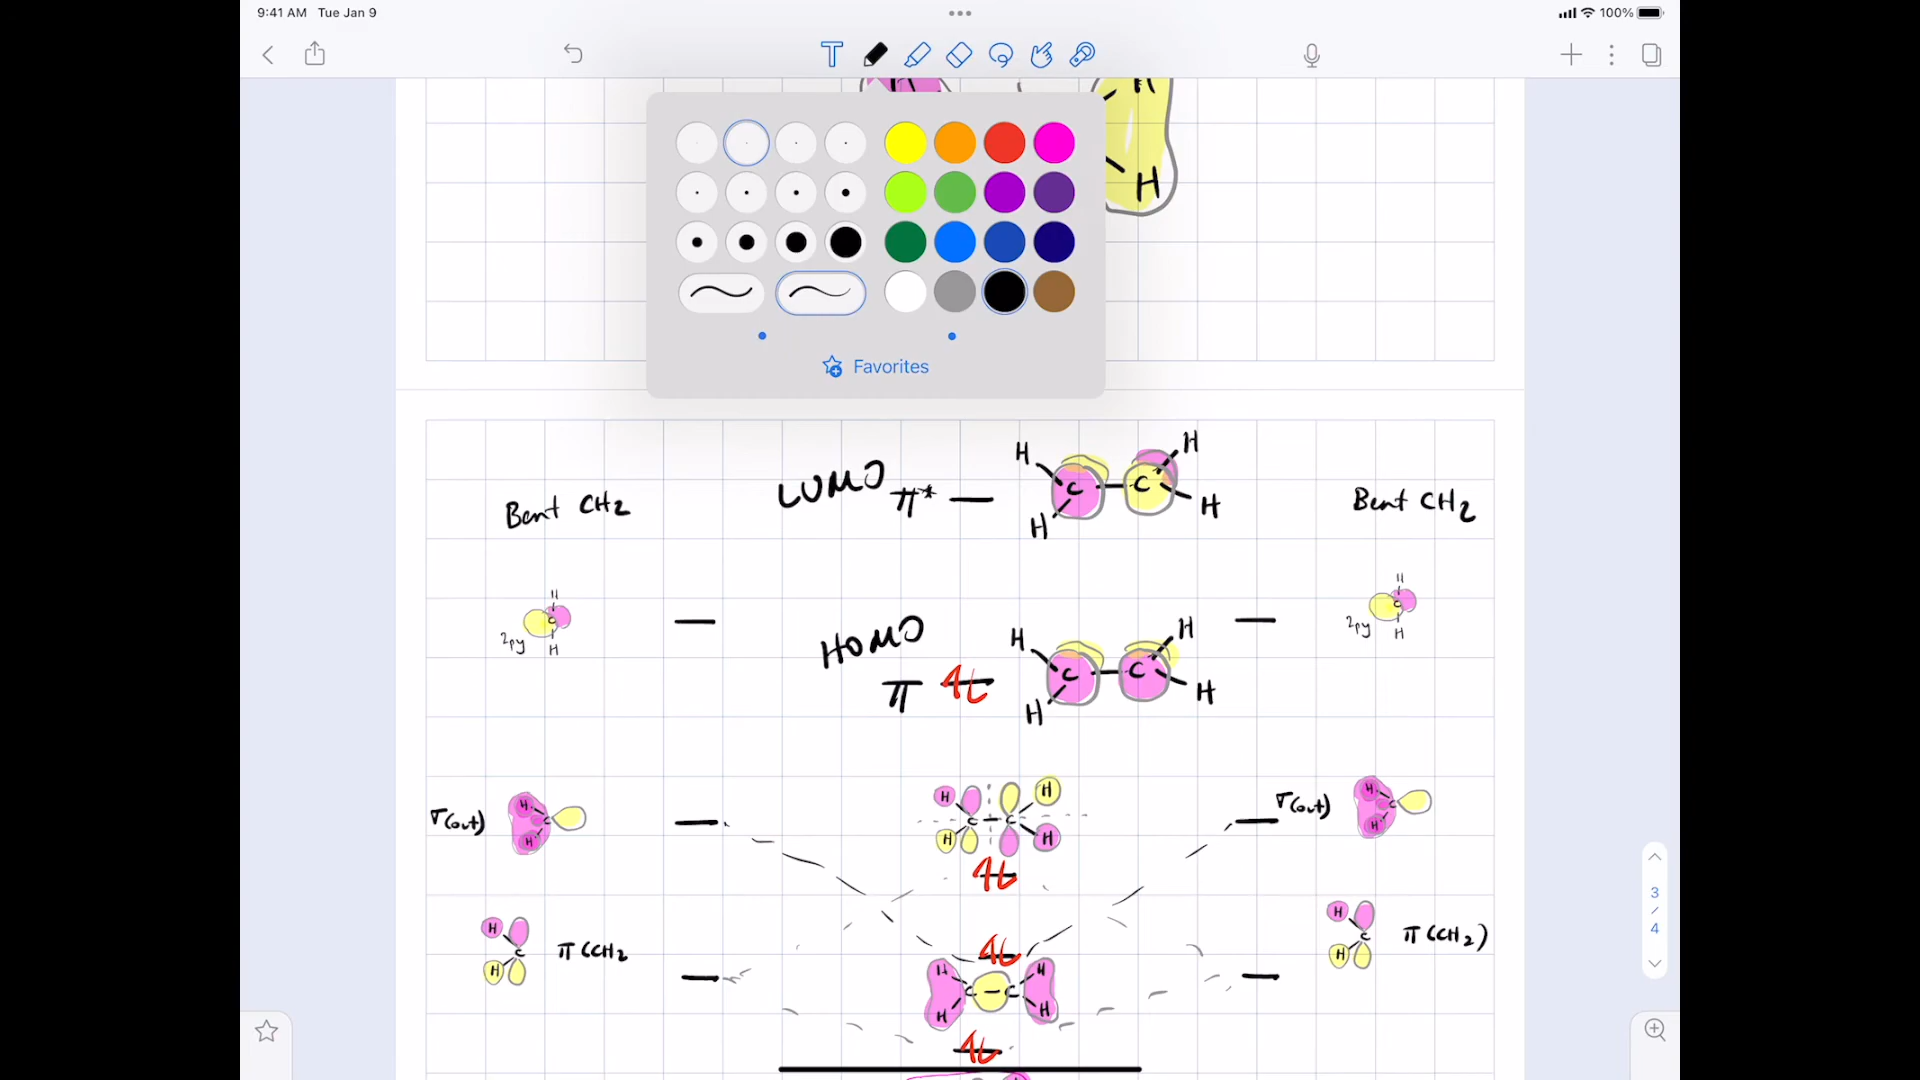 9:41 AM Tue Jan 9
100%
T
H
H
Favorites
H
H
LUMO π* C C
Bent CH2
Bent CH2
H
H
2py C H
2py C H
HOMO
π
H
H
C C
H
H
σ(out) H C H
σ(out) H C H
H H
C C
H H
H C H π(CH2
H C H π(CH2)
H H
C C
H H
3
/
4